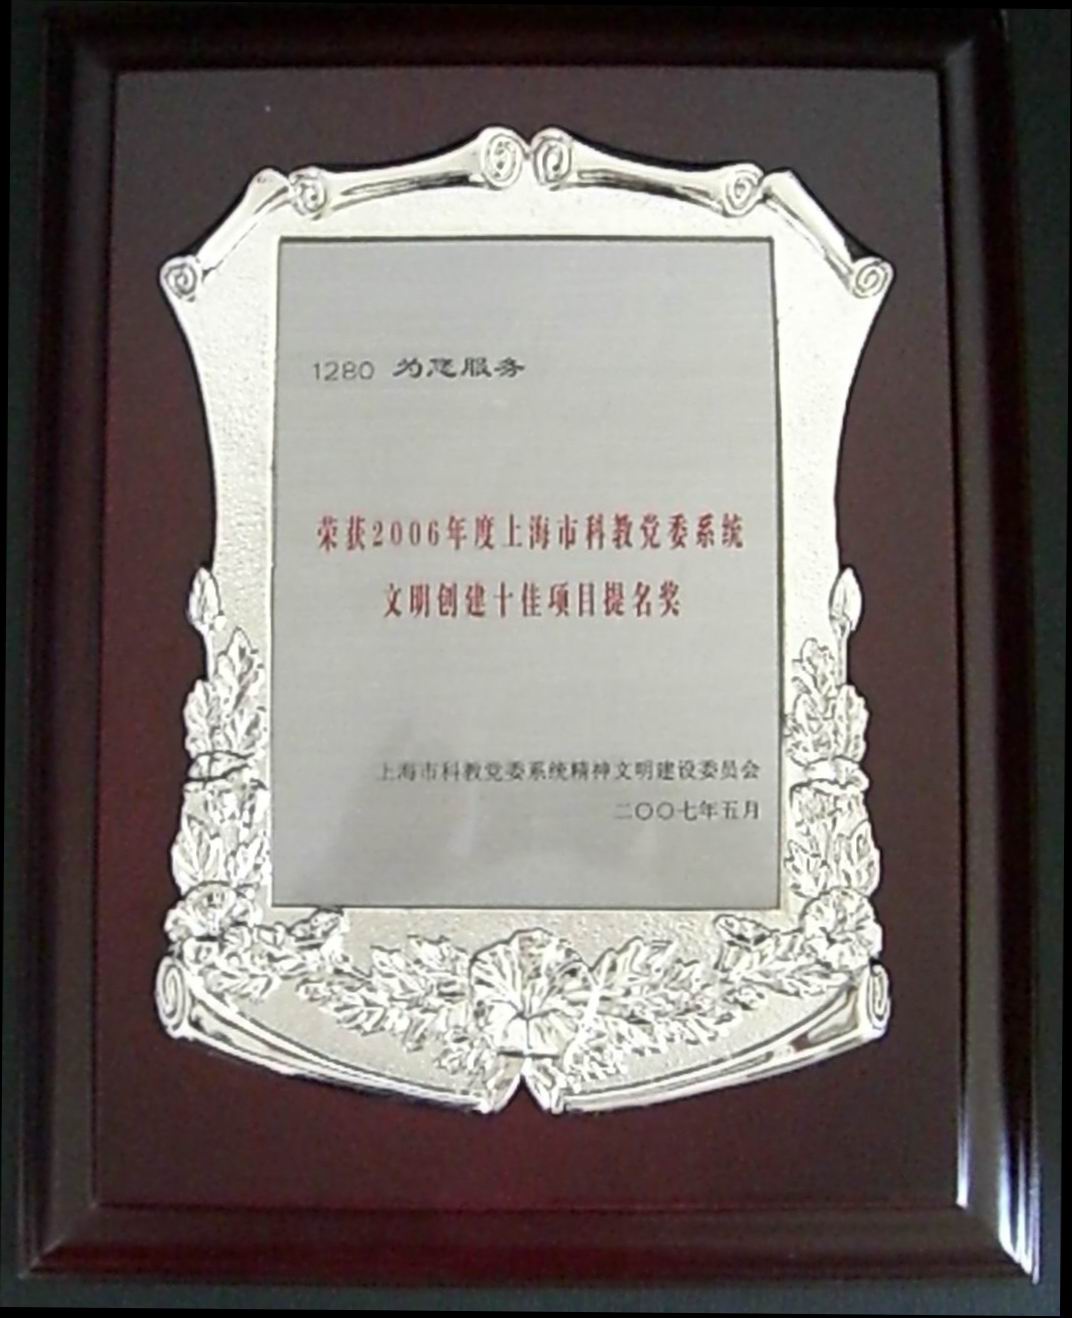 1280 为您服务
荣获2006年度上海市科教党委系统
文明创建十佳项目提名奖
上海市科教党委系统精神文明建设委员会
二〇〇七年五月